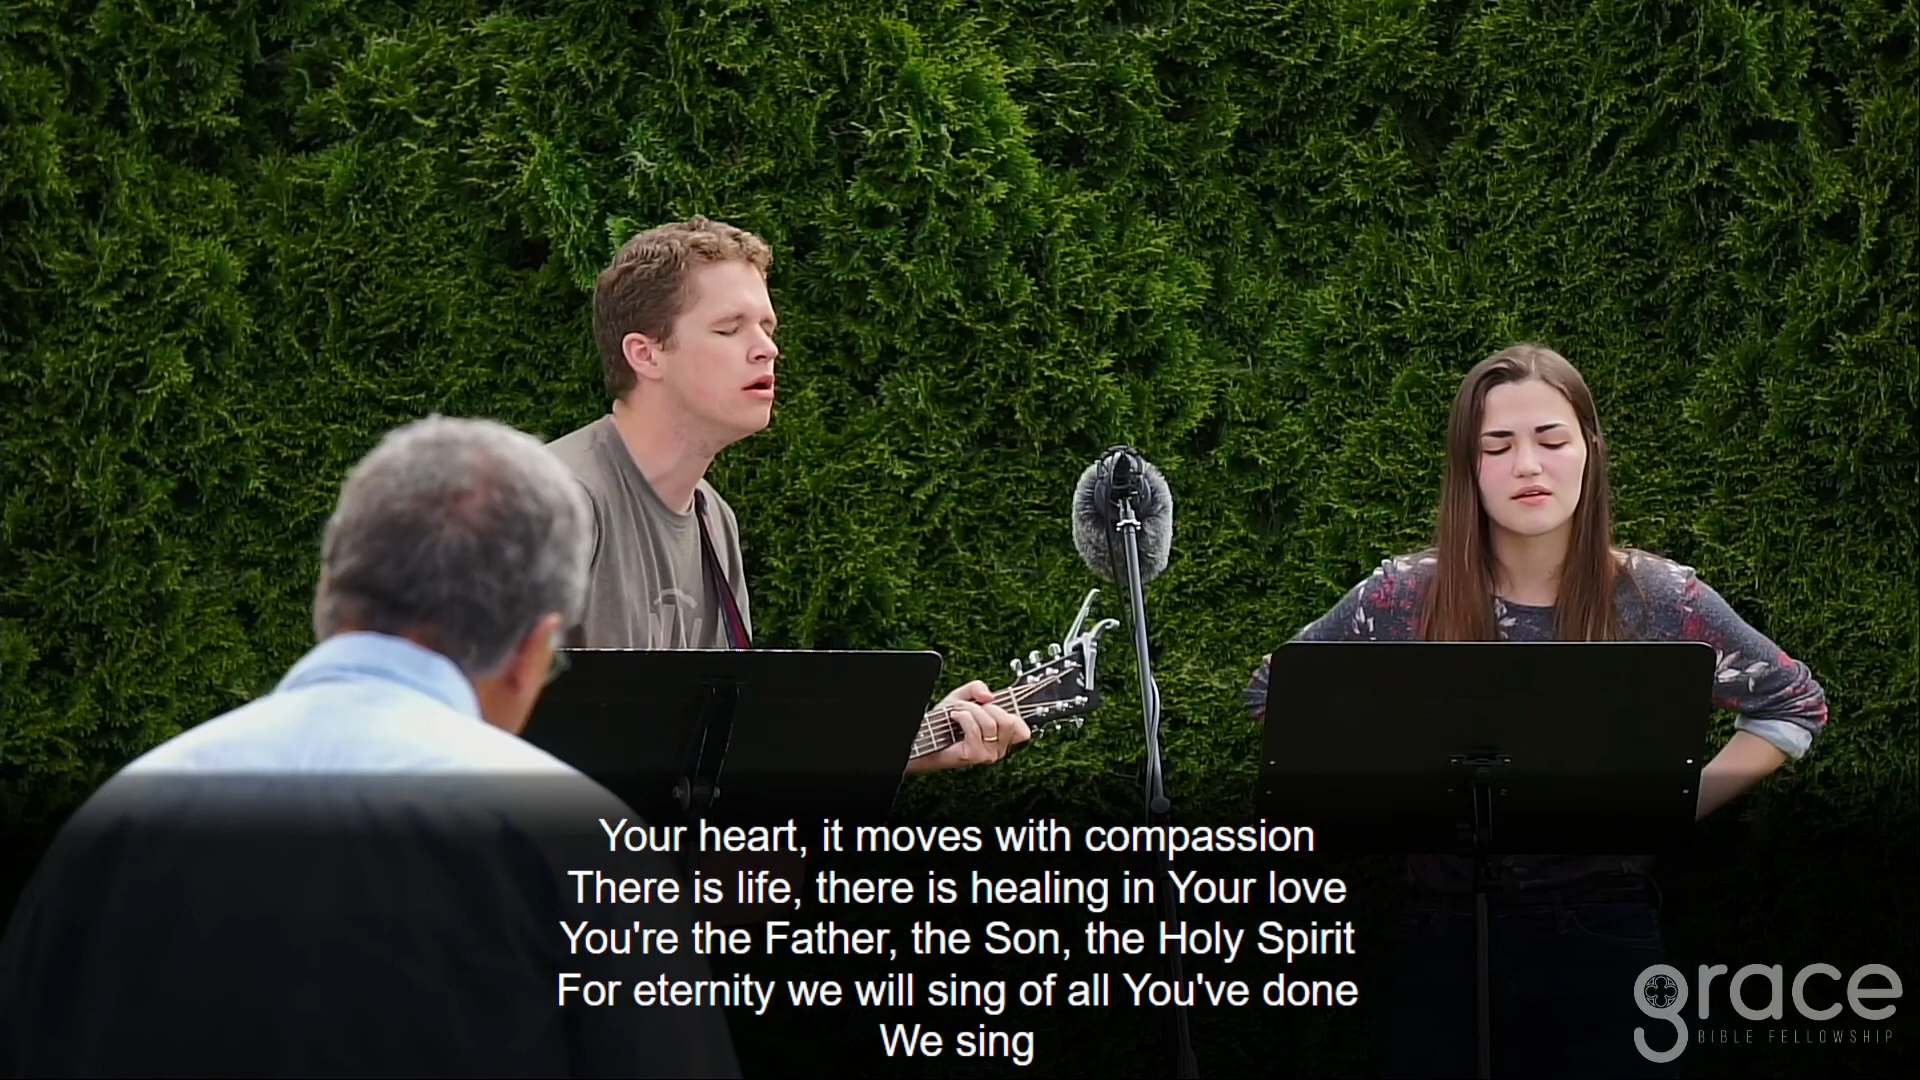 Your heart, it moves with compassion
There is life, there is healing in Your love
You're the Father, the Son, the Holy Spirit
For eternity we will sing of all You've done
We sing
grace
BIBLE FELLOWSHIP